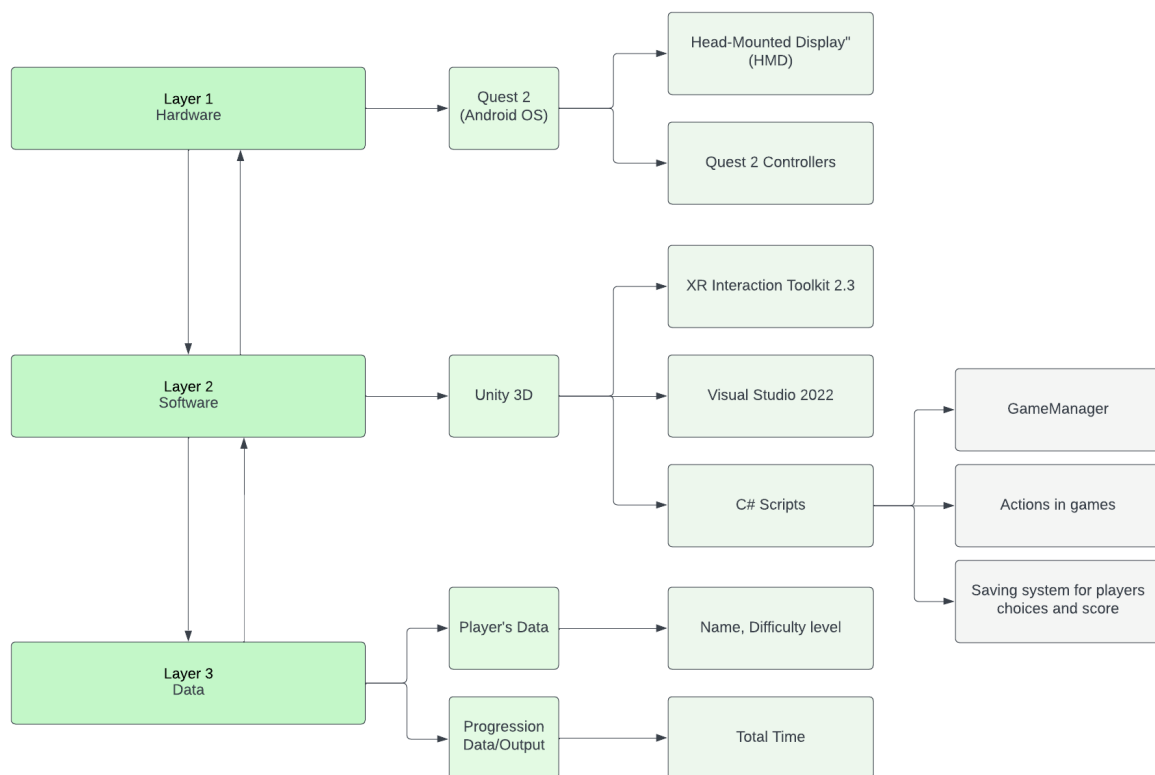 Head-Mounted Display"
(HMD)
Layer 1
Hardware
Quest 2
(Android OS)
Quest 2 Controllers
XR Interaction Toolkit 2.3
Layer 2
Software
Unity 3D
Visual Studio 2022
GameManager
C# Scripts
Actions in games
Saving system for players
choices and score
Player's Data
Name, Difficulty level
Layer 3
Data
Progression
Data/Output
Total Time